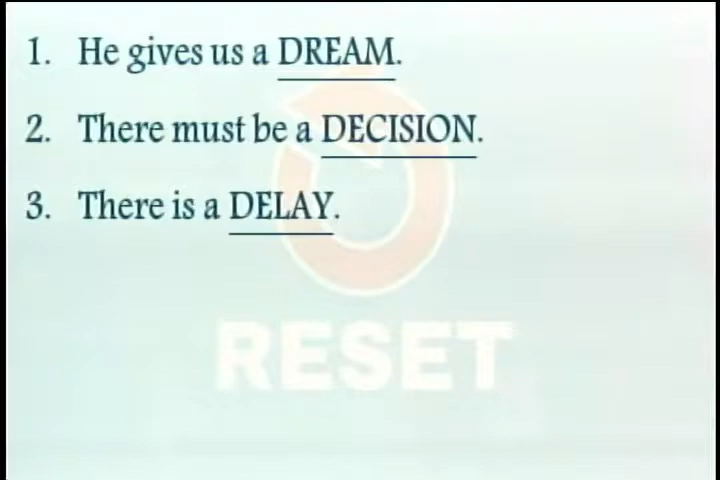 1. He gives us a DREAM.
2. There must be a DECISION.
3. There is a DELAY.
RESET